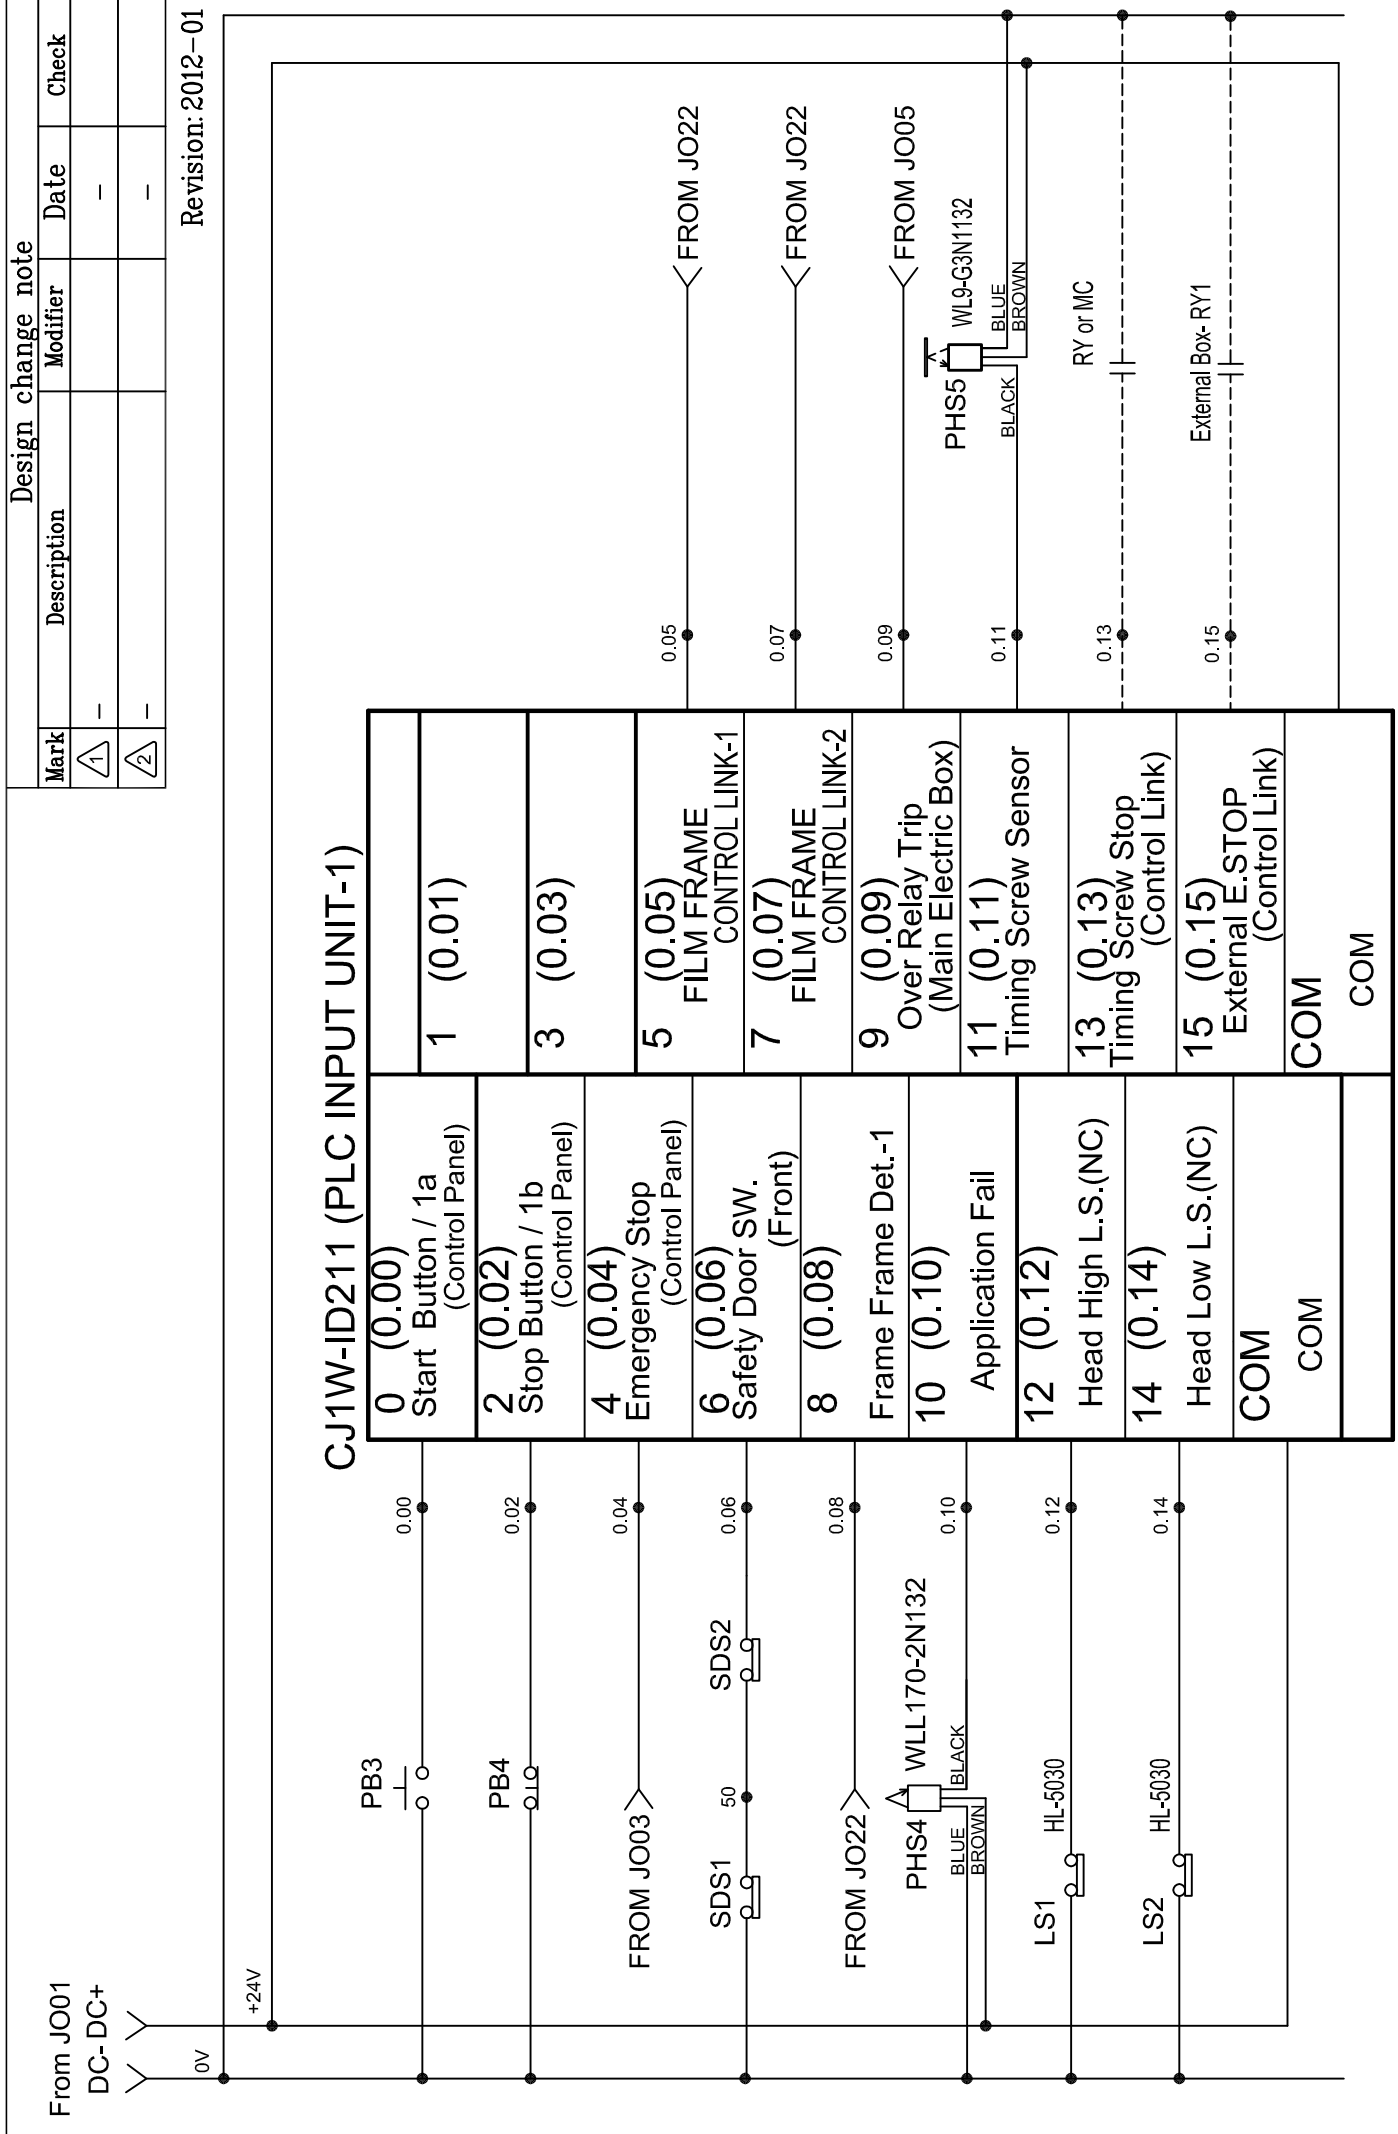 Design change note
Mark Description Modifier Date Check
1 – –
2 – –
Revision: 2012-01
From JO01
DC- DC+
0V
+24V
CJ1W-ID211 (PLC INPUT UNIT-1)
0 (0.00)
Start Button / 1a
(Control Panel)
2 (0.02)
Stop Button / 1b
(Control Panel)
4 (0.04)
Emergency Stop
(Control Panel)
6 (0.06)
Safety Door SW.
(Front)
8 (0.08)
Frame Frame Det.-1
10 (0.10)
Application Fail
12 (0.12)
Head High L.S.(NC)
14 (0.14)
Head Low L.S.(NC)
COM
COM
1 (0.01)
3 (0.03)
5 (0.05)
FILM FRAME
CONTROL LINK-1
7 (0.07)
FILM FRAME
CONTROL LINK-2
9 (0.09)
Over Relay Trip
(Main Electric Box)
11 (0.11)
Timing Screw Sensor
13 (0.13)
Timing Screw Stop
(Control Link)
15 (0.15)
External E.STOP
(Control Link)
COM
COM
PB3
0.00
PB4
0.02
FROM JO03
0.04
SDS1
50
SDS2
0.06
FROM JO22
0.08
PHS4 WLL170-2N132
BLUE
BROWN
BLACK
0.10
LS1 HL-5030
0.12
LS2 HL-5030
0.14
0.05
FROM JO22
0.07
FROM JO22
0.09
FROM JO05
PHS5 WL9-G3N1132
BLACK
BLUE
BROWN
0.11
RY or MC
0.13
External Box- RY1
0.15